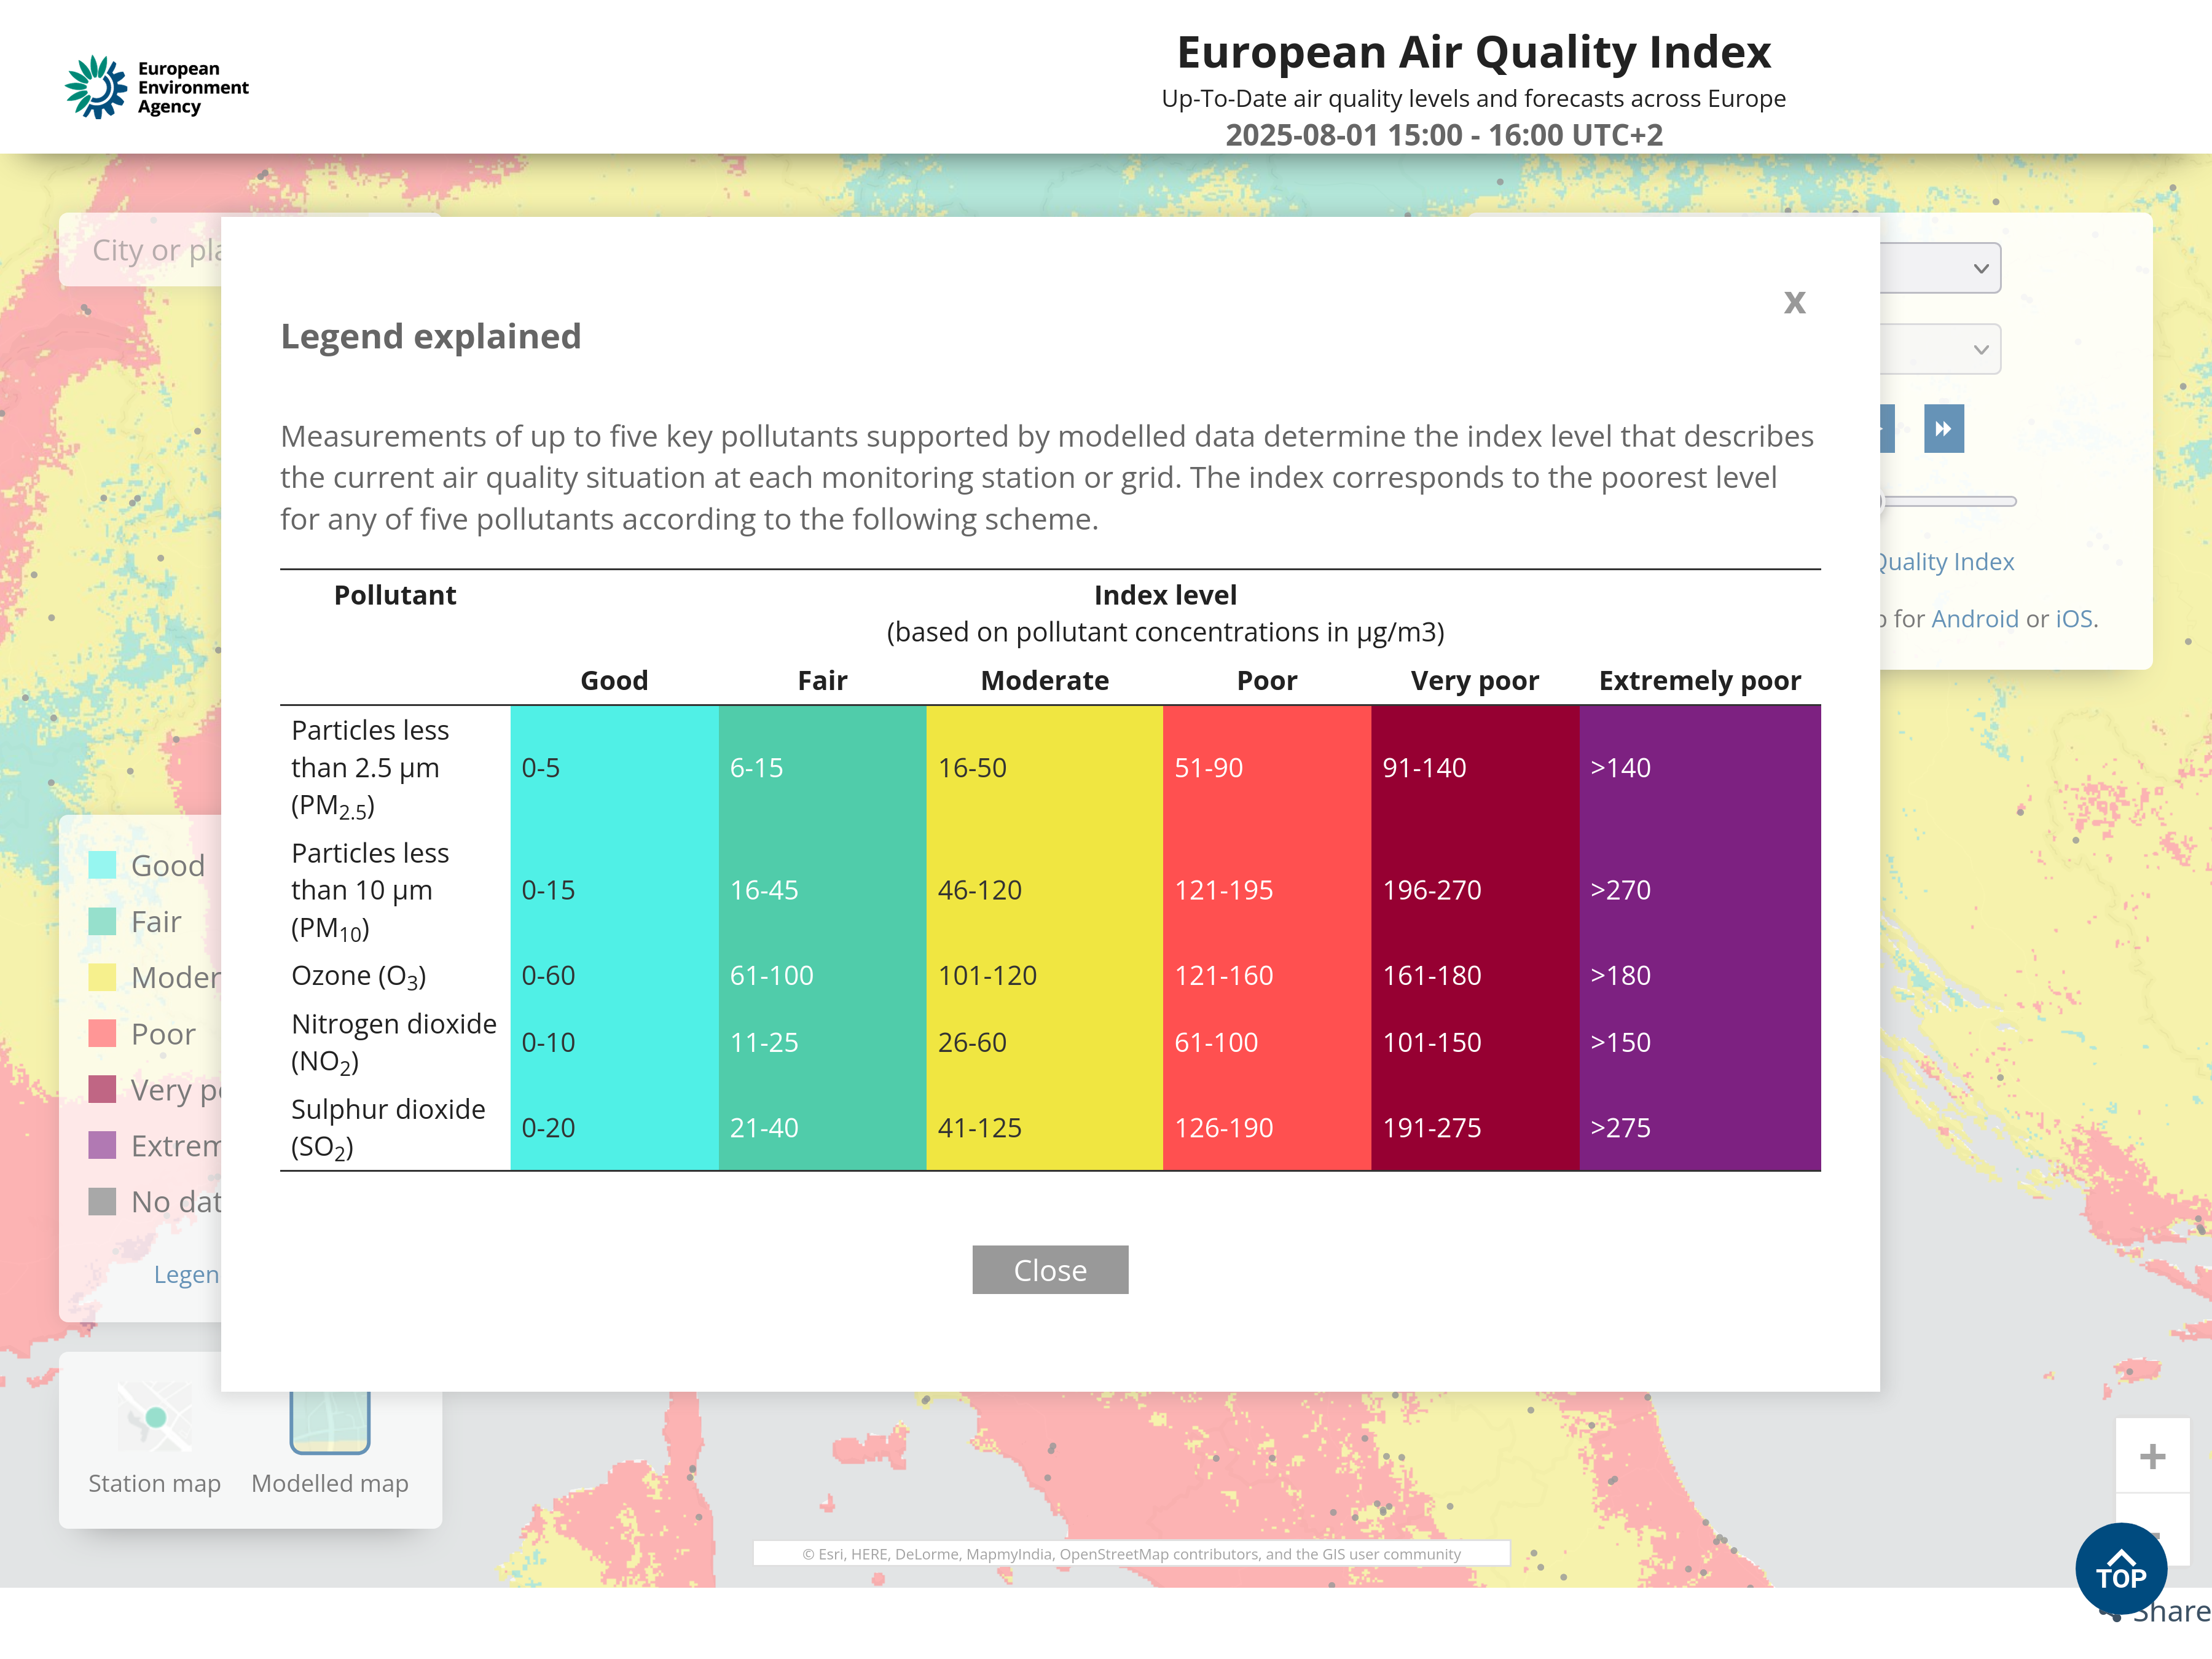 European
Environment
Agency
European Air Quality Index
Up-To-Date air quality levels and forecasts across Europe
2025-08-01 15:00 - 16:00 UTC+2
City or pla
x
Legend explained
Measurements of up to five key pollutants supported by modelled data determine the index level that describes
the current air quality situation at each monitoring station or grid. The index corresponds to the poorest level
for any of five pollutants according to the following scheme.
Quality Index
for Android or iOS.
Pollutant Index level
(based on pollutant concentrations in µg/m3)
Good Fair Moderate Poor Very poor Extremely poor
Particles less
than 2.5 µm
(PM2.5)
0-5 6-15 16-50 51-90 91-140 >140
Particles less
than 10 µm
(PM10)
0-15 16-45 46-120 121-195 196-270 >270
Ozone (O3) 0-60 61-100 101-120 121-160 161-180 >180
Nitrogen dioxide
(NO2)
0-10 11-25 26-60 61-100 101-150 >150
Sulphur dioxide
(SO2)
0-20 21-40 41-125 126-190 191-275 >275
Close
Good
Fair
Moder
Poor
Very po
Extrem
No dat
Legen
Station map Modelled map
+
© Esri, HERE, DeLorme, MapmyIndia, OpenStreetMap contributors, and the GIS user community
TOP
Share